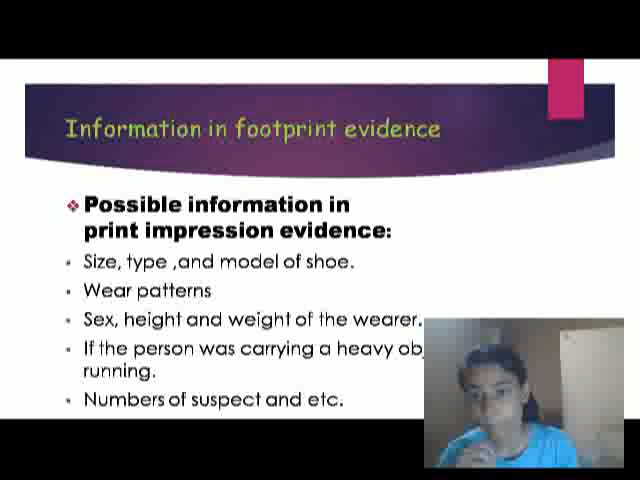 Information in footprint evidence
Possible information in
print impression evidence:
Size, type ,and model of shoe.
Wear patterns
Sex, height and weight of the wearer.
If the person was carrying a heavy
running.
Numbers of suspect and etc.